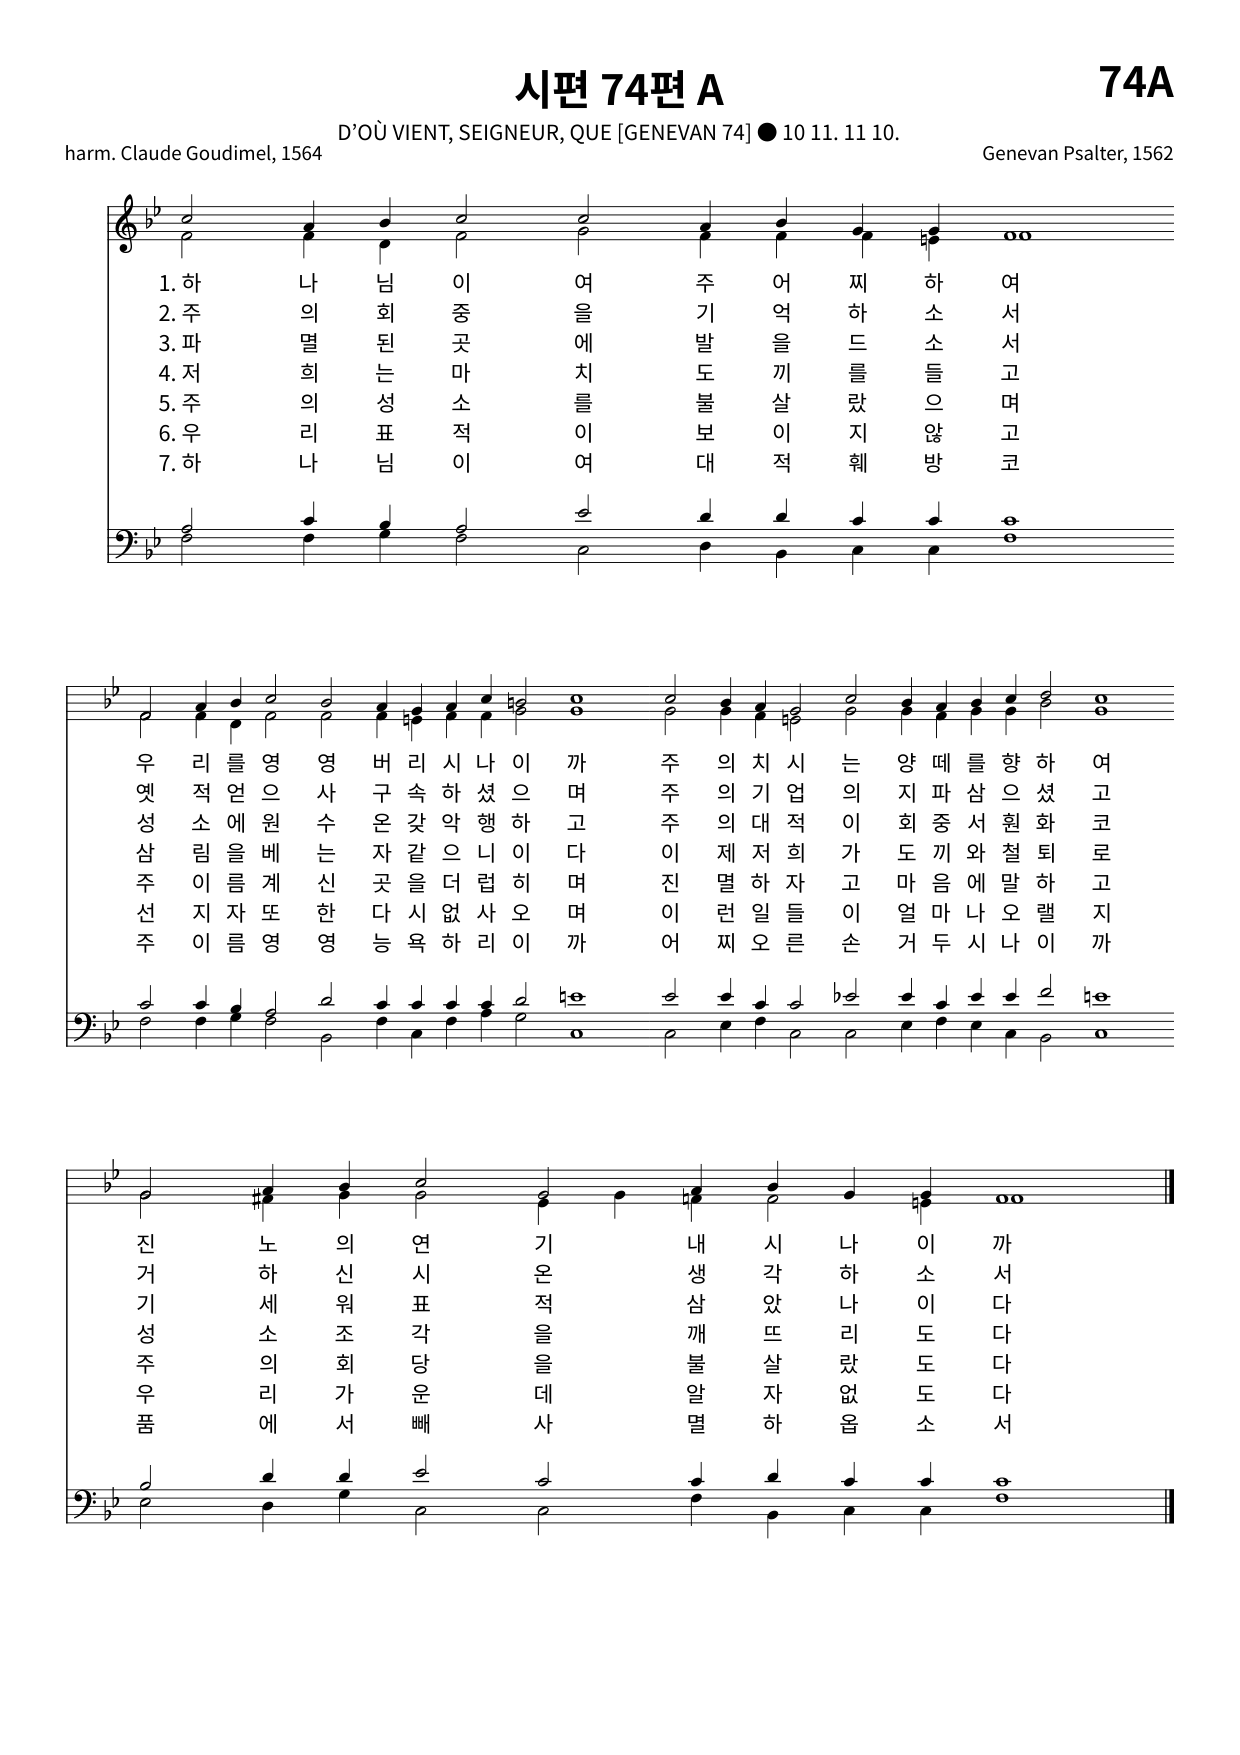 시편 74편 A
74A
D’OÙ VIENT, SEIGNEUR, QUE [GENEVAN 74] ● 10 11. 11 10.
harm. Claude Goudimel, 1564
Genevan Psalter, 1562
1. 하 나 님 이 여 주 어 찌 하 여
2. 주 의 회 중 을 기 억 하 소 서
3. 파 멸 된 곳 에 발 을 드 소 서
4. 저 희 는 마 치 도 끼 를 들 고
5. 주 의 성 소 를 불 살 랐 으 며
6. 우 리 표 적 이 보 이 지 않 고
7. 하 나 님 이 여 대 적 훼 방 코
우 리 를 영 영 버 리 시 나 이 까 주 의 치 시 는 양 떼 를 향 하 여
옛 적 얻 으 사 구 속 하 셨 으 며 주 의 기 업 의 지 파 삼 으 셨 고
성 소 에 원 수 온 갖 악 행 하 고 주 의 대 적 이 회 중 서 훤 화 코
삼 림 을 베 는 자 같 으 니 이 다 이 제 저 희 가 도 끼 와 철 퇴 로
주 이 름 계 신 곳 을 더 럽 히 며 진 멸 하 자 고 마 음 에 말 하 고
선 지 자 또 한 다 시 없 사 오 며 이 런 일 들 이 얼 마 나 오 랠 지
주 이 름 영 영 능 욕 하 리 이 까 어 찌 오 른 손 거 두 시 나 이 까
진 노 의 연 기 내 시 나 이 까
거 하 신 시 온 생 각 하 소 서
기 세 워 표 적 삼 았 나 이 다
성 소 조 각 을 깨 뜨 리 도 다
주 의 회 당 을 불 살 랐 도 다
우 리 가 운 데 알 자 없 도 다
품 에 서 빼 사 멸 하 옵 소 서